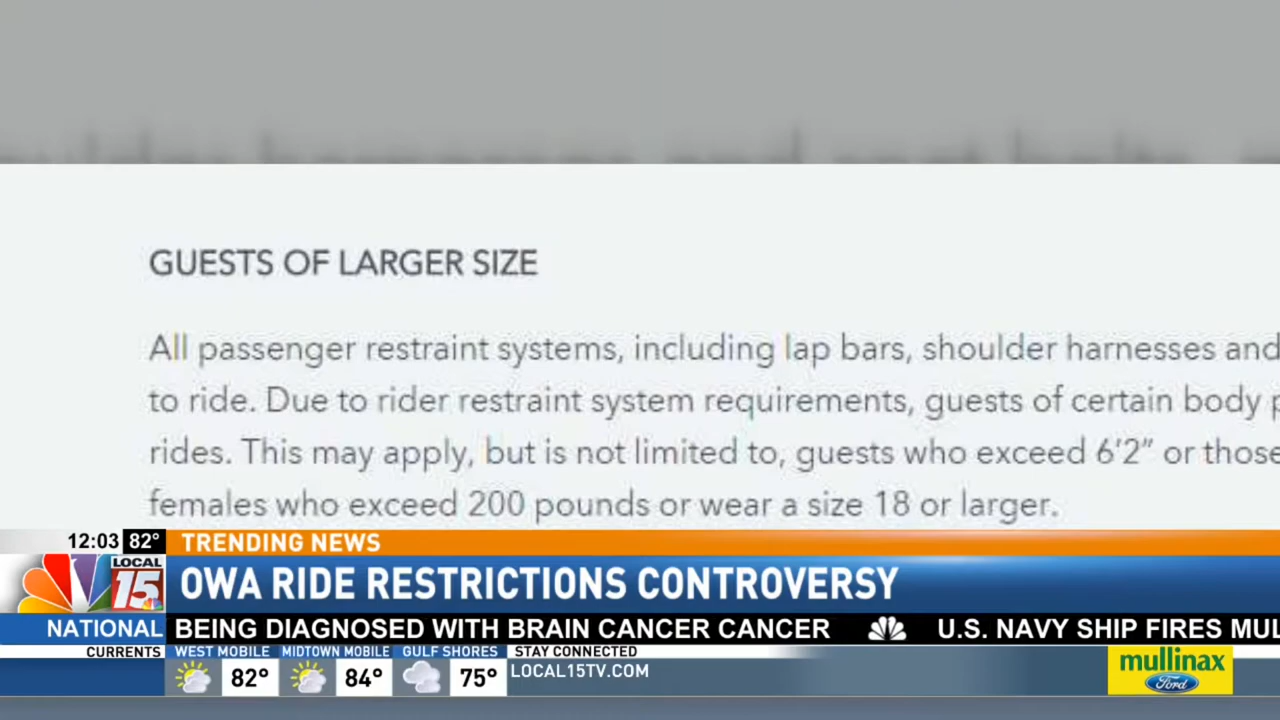 GUESTS OF LARGER SIZE
All passenger restraint systems, including lap bars, shoulder harnesses and
to ride. Due to rider restraint system requirements, guests of certain body
rides. This may apply, but is not limited to, guests who exceed 6'2" or those
females who exceed 200 pounds or wear a size 18 or larger.
12:03 82° TRENDING NEWS
LOCAL 15 OWA RIDE RESTRICTIONS CONTROVERSY
NATIONAL BEING DIAGNOSED WITH BRAIN CANCER CANCER U.S. NAVY SHIP FIRES MUL
CURRENTS WEST MOBILE MIDTOWN MOBILE GULF SHORES STAY CONNECTED
82° 84° 75° LOCAL15TV.COM
mullinax
Ford